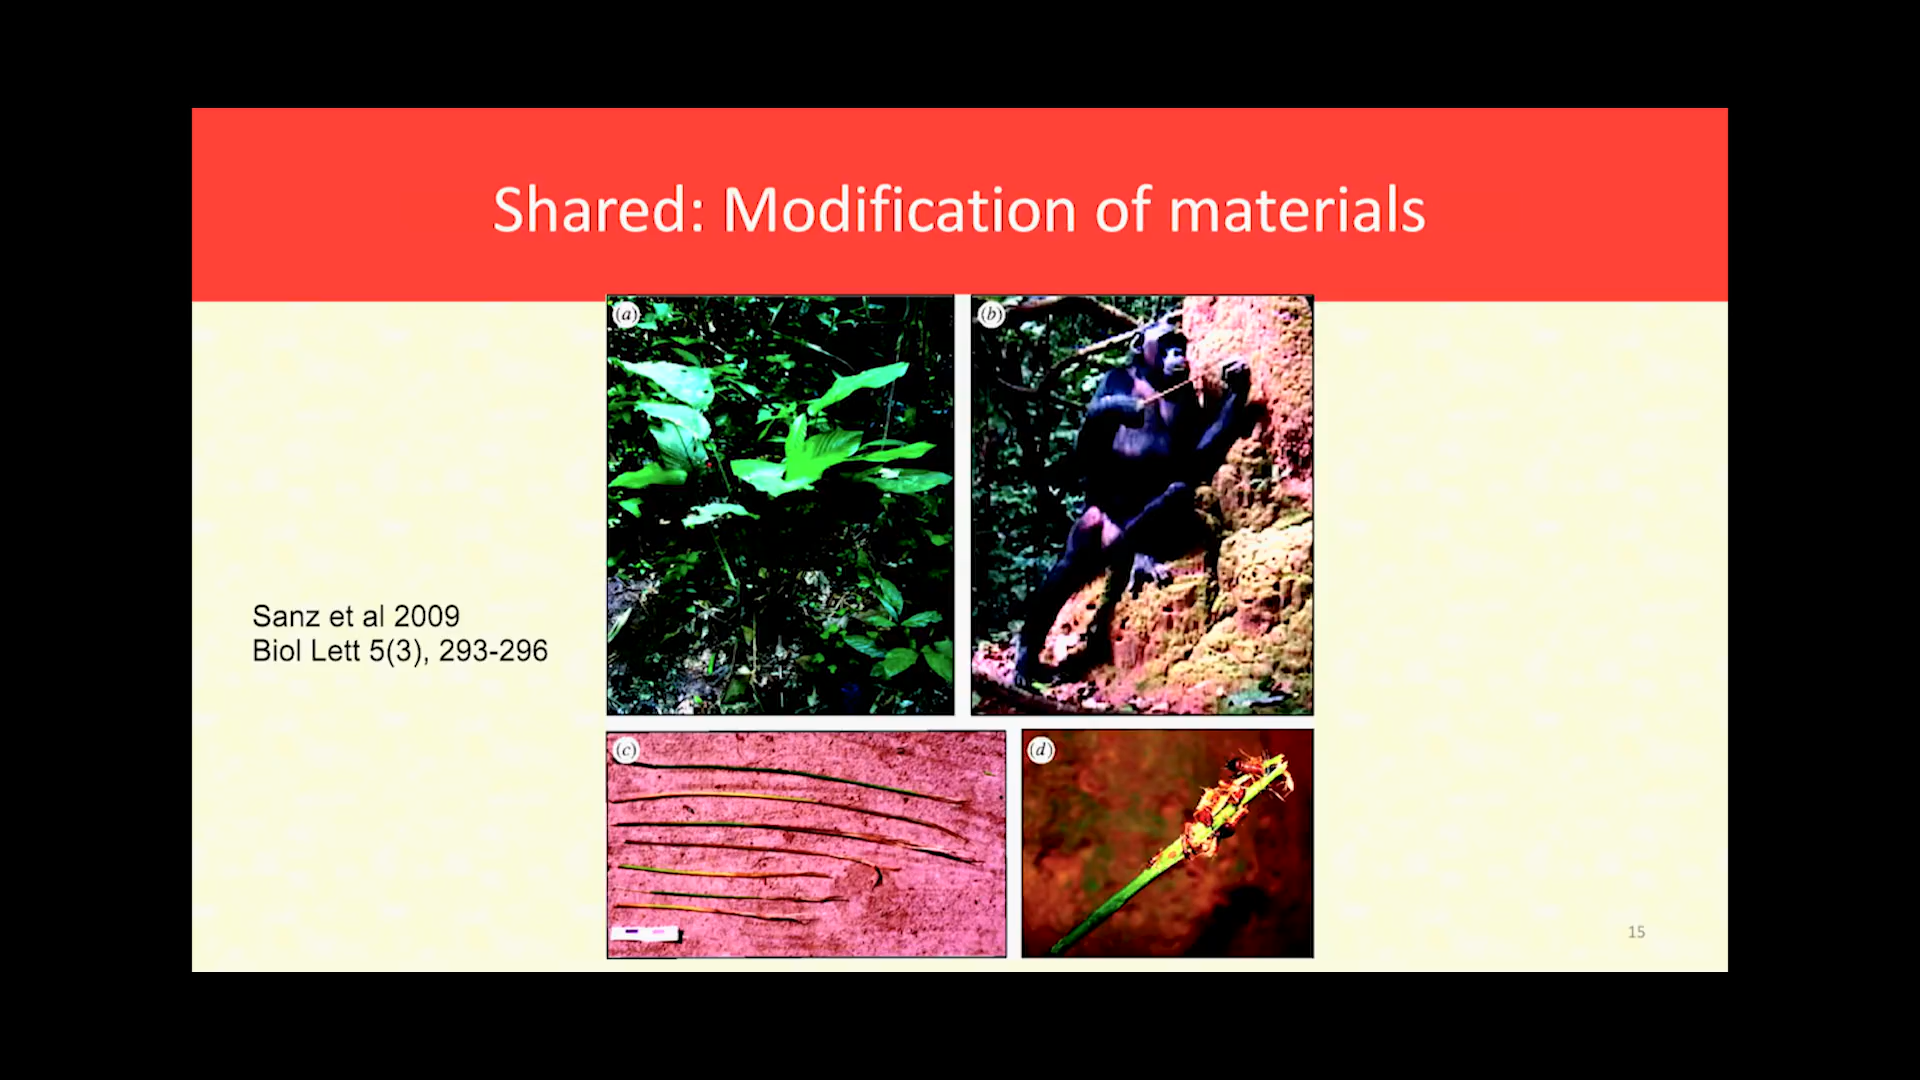 Shared: Modification of materials
(a)
(b)
Sanz et al 2009
Biol Lett 5(3), 293-296
(c)
(d)
15